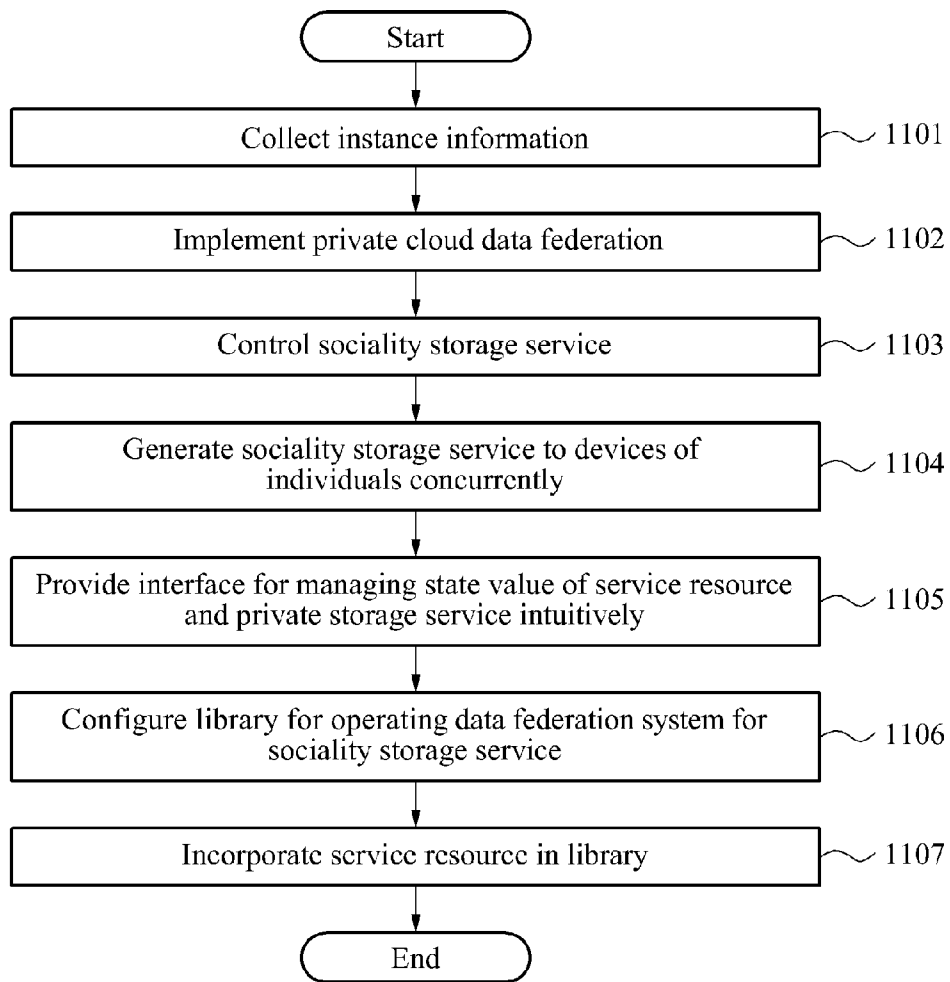 Start
Collect instance information
1101
Implement private cloud data federation
1102
Control sociality storage service
1103
Generate sociality storage service to devices of
individuals concurrently
1104
Provide interface for managing state value of service resource
and private storage service intuitively
1105
Configure library for operating data federation system for
sociality storage service
1106
Incorporate service resource in library
1107
End